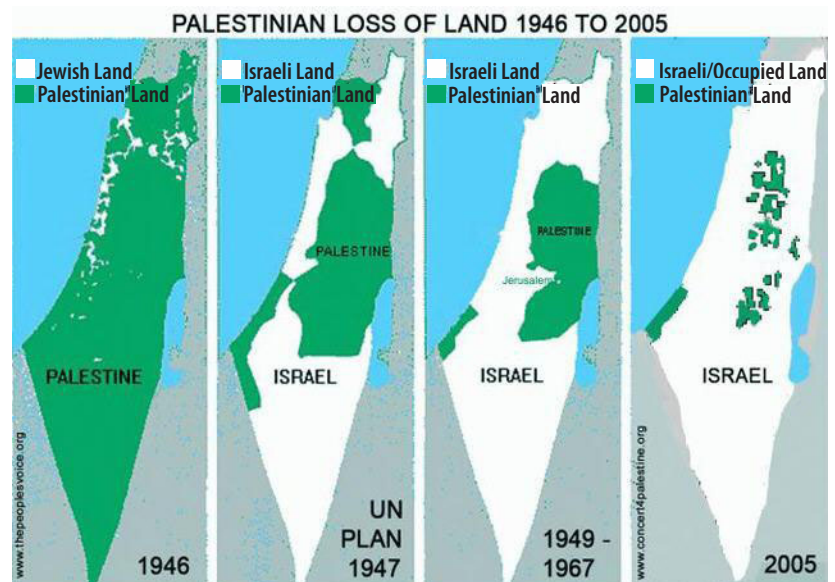 PALESTINIAN LOSS OF LAND 1946 TO 2005
Jewish Land
Palestinian" Land
PALESTINE
www.thepeoplesvoice.org
1946
Israeli Land
'Palestinian' Land
PALESTINE
ISRAEL
UN
PLAN
1947
Israeli Land
Palestinian" Land
PALESTINE
Jerusalem
ISRAEL
1949 -
1967
Israeli/Occupied Land
Palestinian" Land
ISRAEL
www.concert4palestine.org
2005